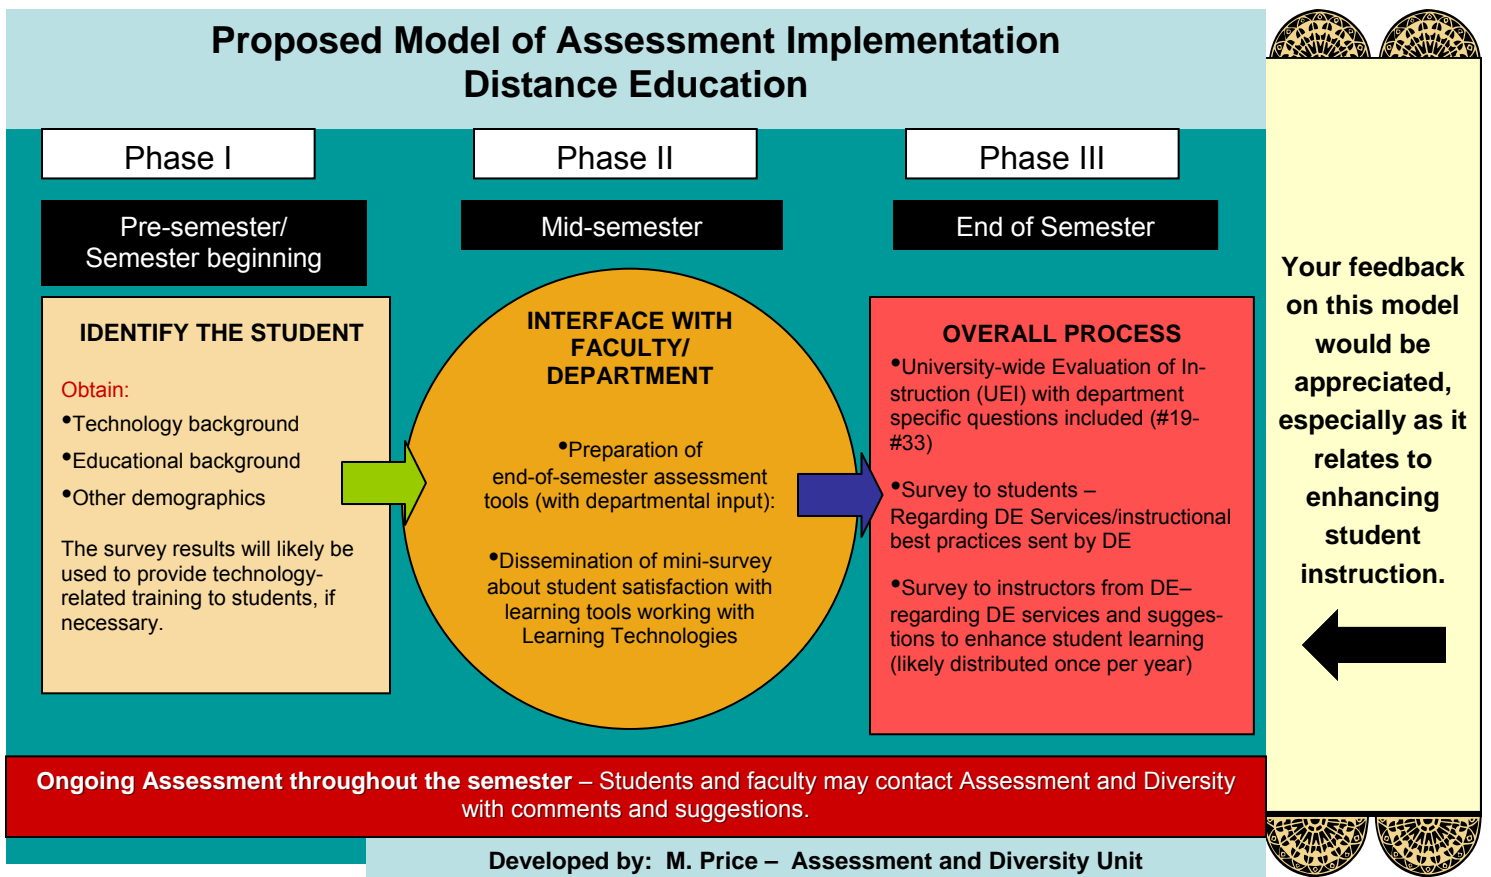 Proposed Model of Assessment Implementation
Distance Education
Phase I
Pre-semester/
Semester beginning
IDENTIFY THE STUDENT
Obtain:
•Technology background
•Educational background
•Other demographics
The survey results will likely be
used to provide technology-
related training to students, if
necessary.
Phase II
Mid-semester
INTERFACE WITH
FACULTY/
DEPARTMENT
•Preparation of
end-of-semester assessment
tools (with departmental input):
•Dissemination of mini-survey
about student satisfaction with
learning tools working with
Learning Technologies
Phase III
End of Semester
OVERALL PROCESS
•University-wide Evaluation of In-
struction (UEI) with department
specific questions included (#19-
#33)
•Survey to students –
Regarding DE Services/instructional
best practices sent by DE
•Survey to instructors from DE–
regarding DE services and sugges-
tions to enhance student learning
(likely distributed once per year)
Ongoing Assessment throughout the semester – Students and faculty may contact Assessment and Diversity
with comments and suggestions.
Developed by: M. Price – Assessment and Diversity Unit
Your feedback
on this model
would be
appreciated,
especially as it
relates to
enhancing
student
instruction.